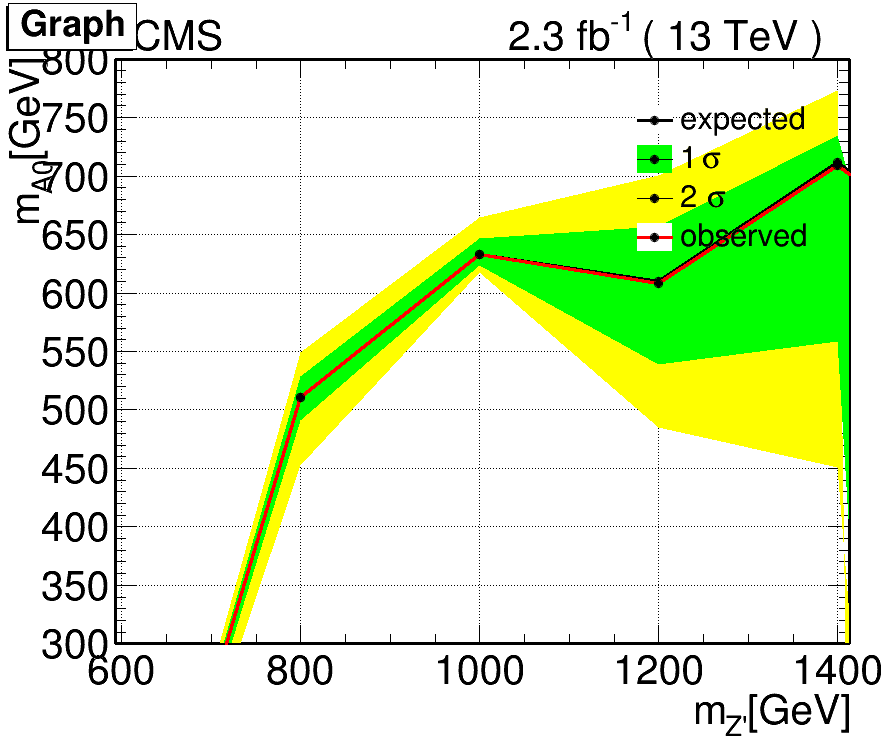 Graph
CMS
2.3 fb-1 ( 13 TeV )
mA0[GeV]
800
750
700
650
600
550
500
450
400
350
300
expected
1 σ
2 σ
observed
600 800 1000 1200 1400
mZ'[GeV]